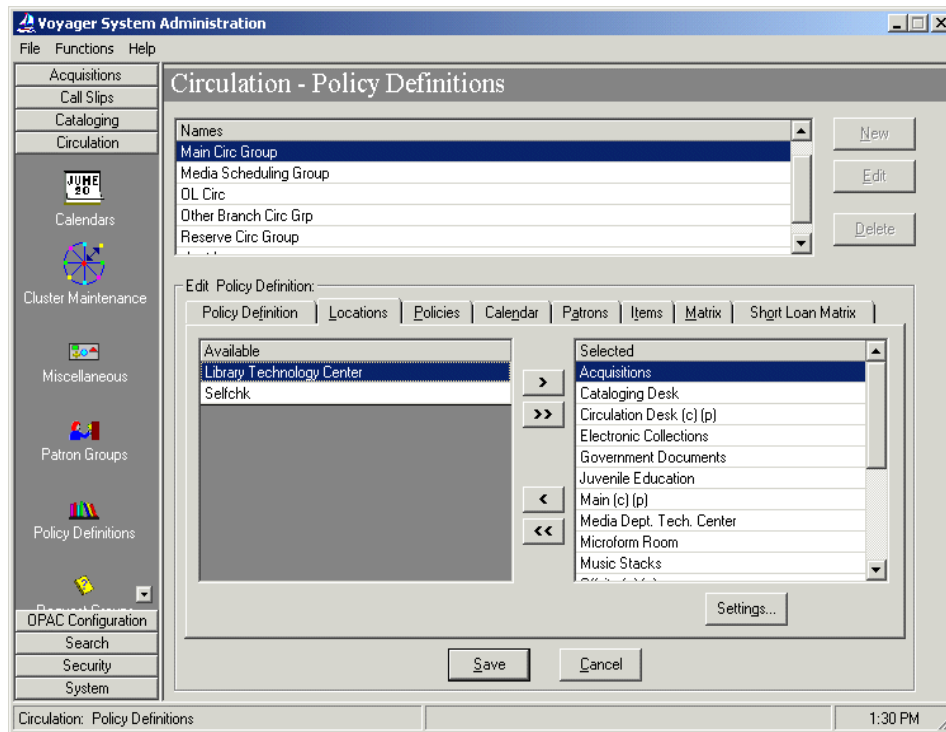 Voyager System Administration
File Functions Help
Acquisitions
Call Slips
Cataloging
Circulation
JUNE
20
Calendars
Cluster Maintenance
Miscellaneous
Patron Groups
Policy Definitions
OPAC Configuration
Search
Security
System
Circulation - Policy Definitions
Names
Main Circ Group
Media Scheduling Group
OL Circ
Other Branch Circ Grp
Reserve Circ Group
New
Edit
Delete
Edit Policy Definition:
Policy Definition Locations Policies Calendar Patrons Items Matrix Short Loan Matrix
Available
Library Technology Center
Selfchk
>
>>
<
<<
Selected
Acquisitions
Cataloging Desk
Circulation Desk (c) (p)
Electronic Collections
Government Documents
Juvenile Education
Main (c) (p)
Media Dept. Tech. Center
Microform Room
Music Stacks
Settings...
Save Cancel
Circulation: Policy Definitions
1:30 PM